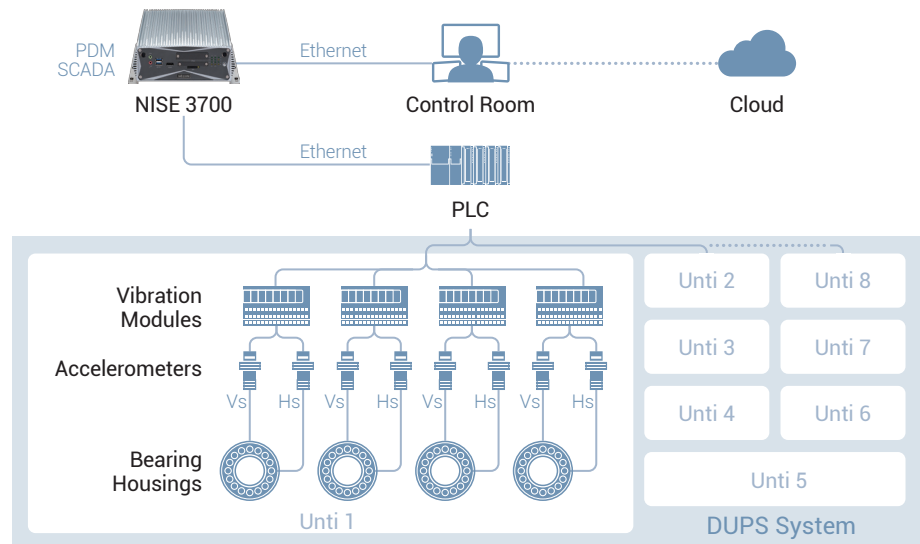 PDM
SCADA
Ethernet
NISE 3700
Control Room
Cloud
Ethernet
PLC
Vibration
Modules
Accelerometers
Vs Hs Vs Hs Vs Hs Vs Hs
Bearing
Housings
Unti 1
Unti 2
Unti 8
Unti 3
Unti 7
Unti 4
Unti 6
Unti 5
DUPS System